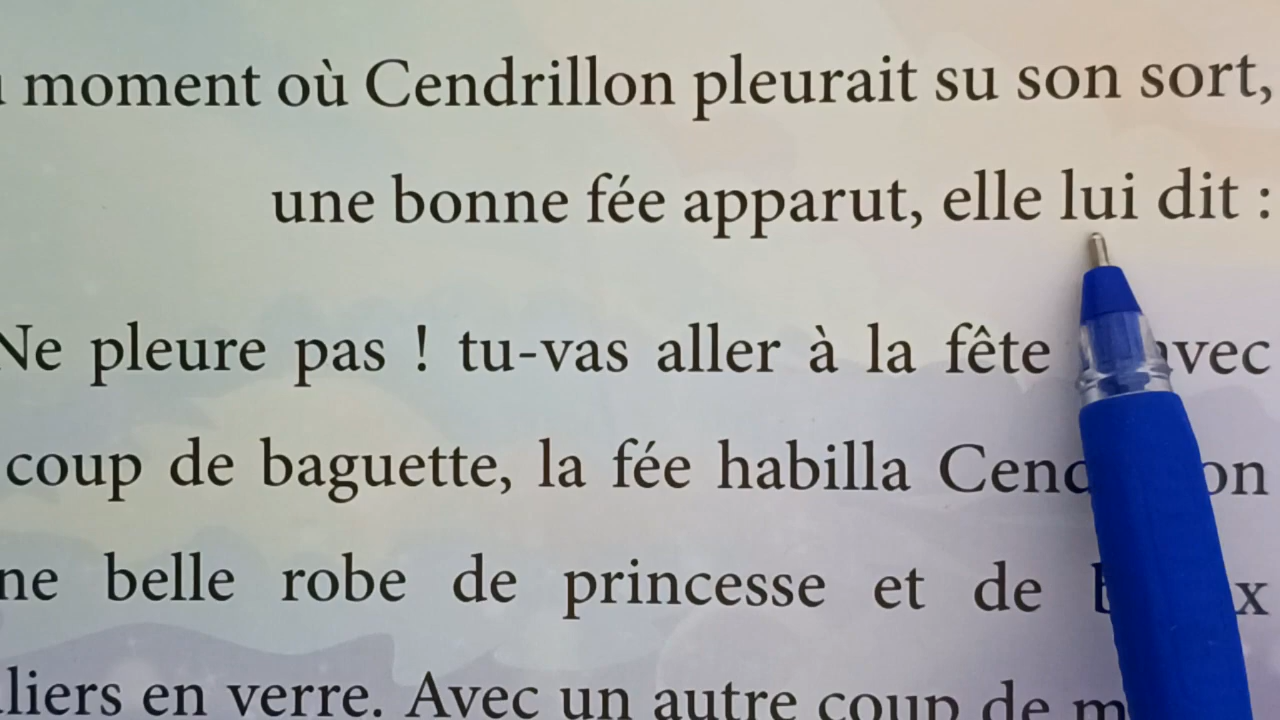 moment où Cendrillon pleurait su son sort,
une bonne fée apparut, elle lui dit :
Ne pleure pas ! tu-vas aller à la fête avec
coup de baguette, la fée habilla
belle robe de princesse et de
en verre. Avec un autre coup de